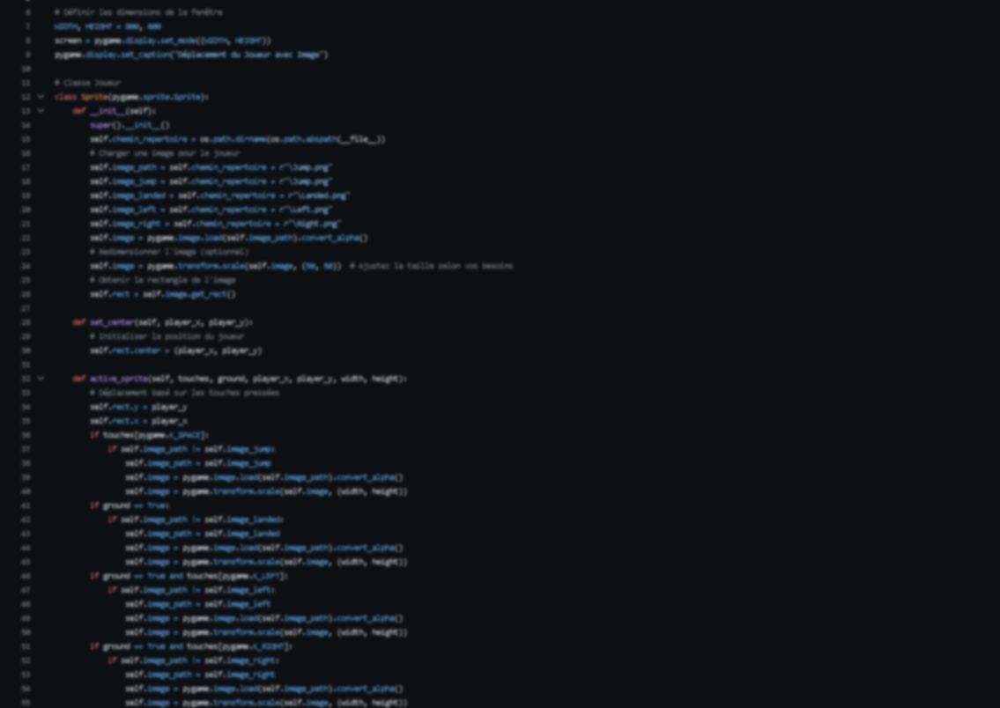 6 # Définir les dimensions de la fenêtre
7 WIDTH, HEIGHT = 800, 600
8 screen = pygame.display.set_mode((WIDTH, HEIGHT))
9 pygame.display.set_caption("Déplacement du Joueur avec Image")
10
11 # Classe Joueur
12 class Sprite(pygame.sprite.Sprite):
13 def __init__(self):
14 super().__init__()
15 self.chemin_repertoire = os.path.dirname(os.path.abspath(__file__))
16 # Charger une image pour le joueur
17 self.image_path = self.chemin_repertoire + r"\Jump.png"
18 self.image_jump = self.chemin_repertoire + r"\Jump.png"
19 self.image_landed = self.chemin_repertoire + r"\Landed.png"
20 self.image_left = self.chemin_repertoire + r"\Left.png"
21 self.image_right = self.chemin_repertoire + r"\Right.png"
22 self.image = pygame.image.load(self.image_path).convert_alpha()
23 # Redimensionner l'image (optionnel)
24 self.image = pygame.transform.scale(self.image, (50, 50)) # Ajustez la taille selon vos besoins
25 # Obtenir le rectangle de l'image
26 self.rect = self.image.get_rect()
27
28 def set_center(self, player_x, player_y):
29 # Initialiser la position du joueur
30 self.rect.center = (player_x, player_y)
31
32 def active_sprite(self, touches, ground, player_x, player_y, width, height):
33 # Déplacement basé sur les touches pressées
34 self.rect.y = player_y
35 self.rect.x = player_x
36 if touches[pygame.K_SPACE]:
37 if self.image_path != self.image_jump:
38 self.image_path = self.image_jump
39 self.image = pygame.image.load(self.image_path).convert_alpha()
40 self.image = pygame.transform.scale(self.image, (width, height))
41 if ground == True:
42 if self.image_path != self.image_landed:
43 self.image_path = self.image_landed
44 self.image = pygame.image.load(self.image_path).convert_alpha()
45 self.image = pygame.transform.scale(self.image, (width, height))
46 if ground == True and touches[pygame.K_LEFT]:
47 if self.image_path != self.image_left:
48 self.image_path = self.image_left
49 self.image = pygame.image.load(self.image_path).convert_alpha()
50 self.image = pygame.transform.scale(self.image, (width, height))
51 if ground == True and touches[pygame.K_RIGHT]:
52 if self.image_path != self.image_right:
53 self.image_path = self.image_right
54 self.image = pygame.image.load(self.image_path).convert_alpha()
55 self.image = pygame.transform.scale(self.image, (width, height))